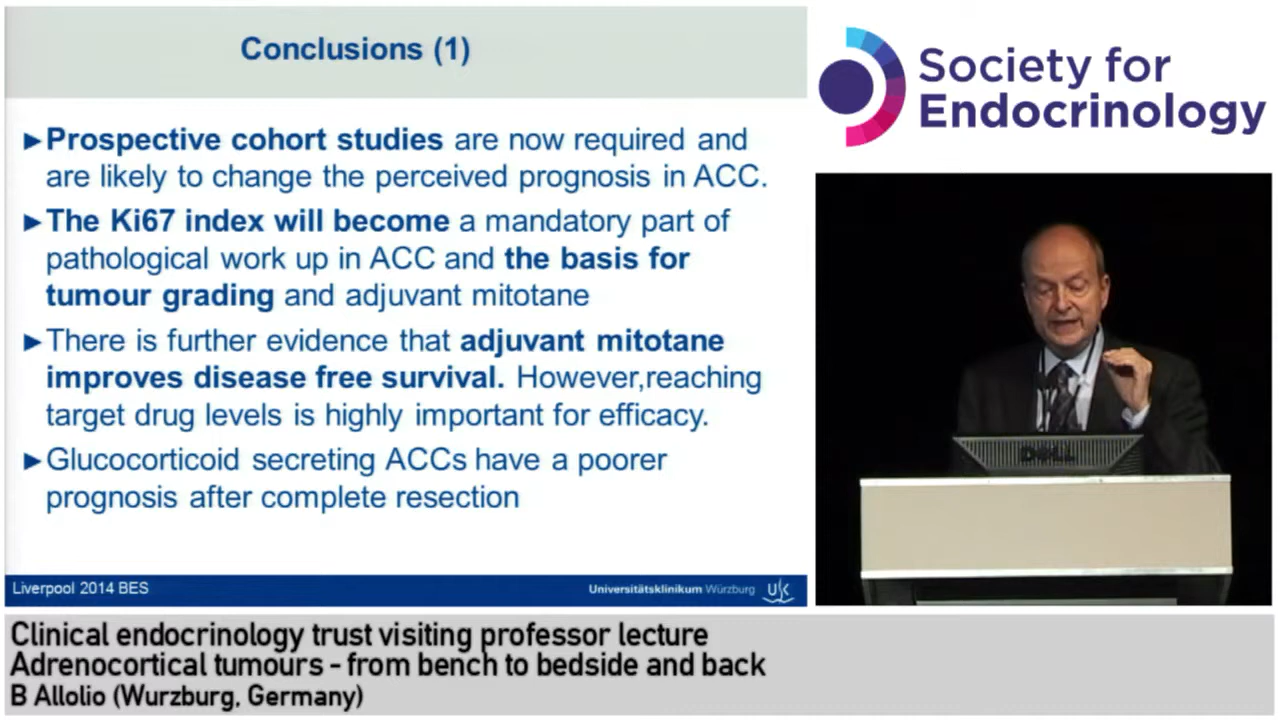 Conclusions (1)
►Prospective cohort studies are now required and
are likely to change the perceived prognosis in ACC.
►The Ki67 index will become a mandatory part of
pathological work up in ACC and the basis for
tumour grading and adjuvant mitotane
►There is further evidence that adjuvant mitotane
improves disease free survival. However,reaching
target drug levels is highly important for efficacy.
►Glucocorticoid secreting ACCs have a poorer
prognosis after complete resection
Liverpool 2014 BES
Universitätsklinikum Würzburg
UK
Society for
Endocrinology
DELL
Clinical endocrinology trust visiting professor lecture
Adrenocortical tumours - from bench to bedside and back
B Allolio (Wurzburg, Germany)